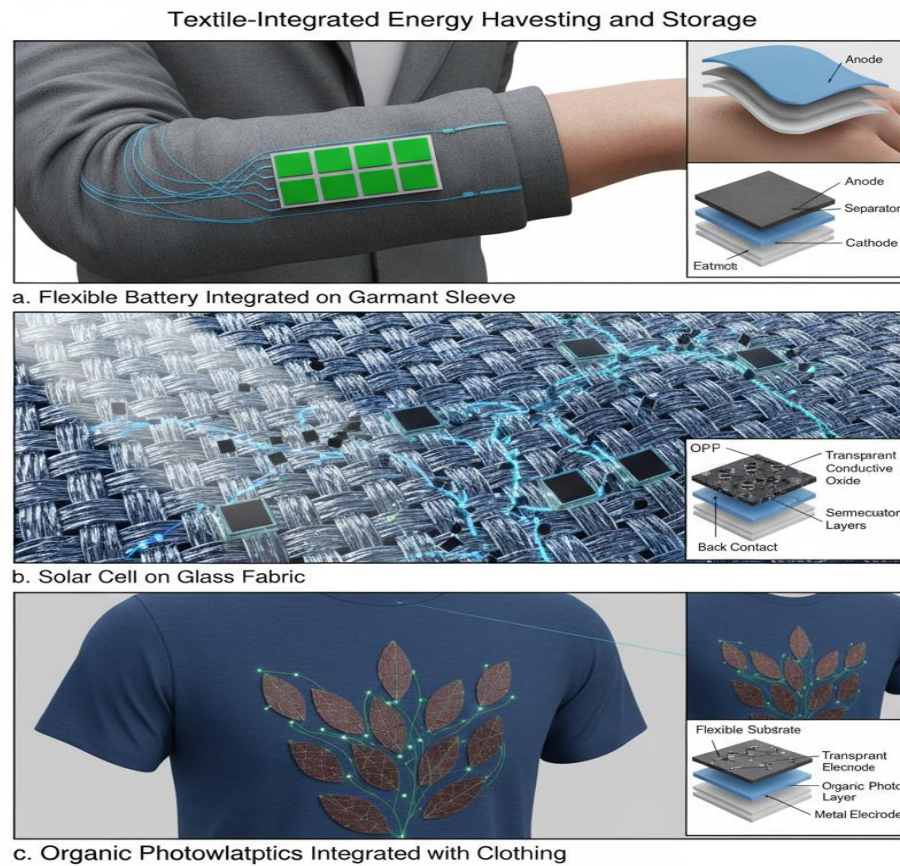 Textile-Integrated Energy Havesting and Storage
Anode
Anode
Separator
Cathode
Eatmot:
a. Flexible Battery Integrated on Garmant Sleeve
OPP
Transparant
Conductive
Oxide
Sermecuator
Layers
Back Contact
b. Solar Cell on Glass Fabric
Flexible Substrate
Transprant
Elecrnode
Organic Photo
Layer
Metal Elecrode
c. Organic Photowlatptics Integrated with Clothing